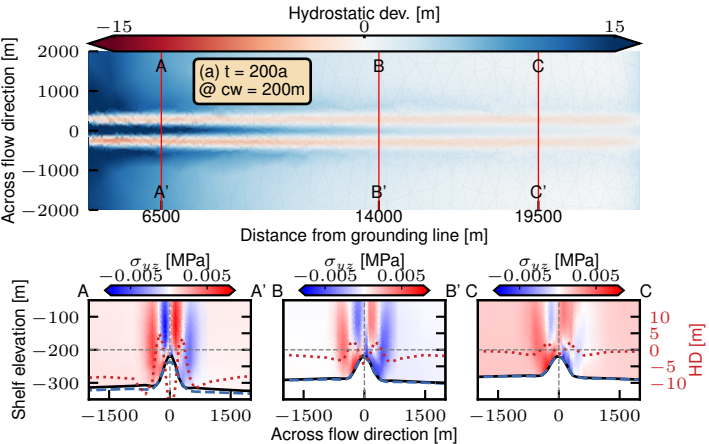 Hydrostatic dev. [m]
−15 0 15
2000
1000
0
−1000
−2000
Across flow direction [m]
(a) t = 200a
@ cw = 200m
A B C
A' B' C'
6500 14000 19500
Distance from grounding line [m]
σyz [MPa] σyz [MPa] σyz [MPa]
−0.005 0.005 −0.005 0.005 −0.005 0.005
A A' B B' C C
−100
−200
−300
Shelf elevation [m]
10
5
0
−5
−10
HD [m]
−1500 0 1500 −1500 0 1500 −1500 0 1500
Across flow direction [m]